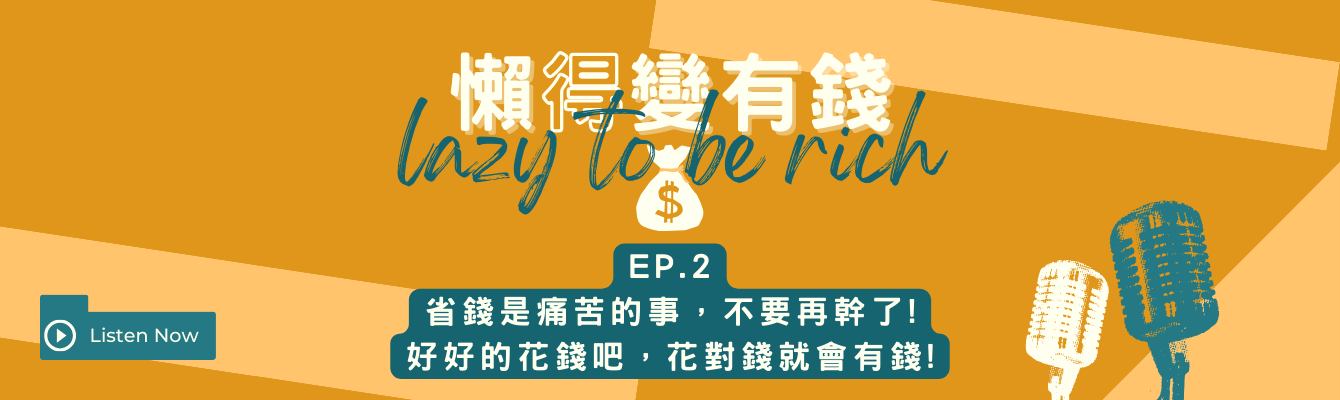 懶得變有錢
lazy to be rich
$
EP.2
省錢是痛苦的事，不要再幹了!
好好的花錢吧，花對錢就會有錢!
Listen Now